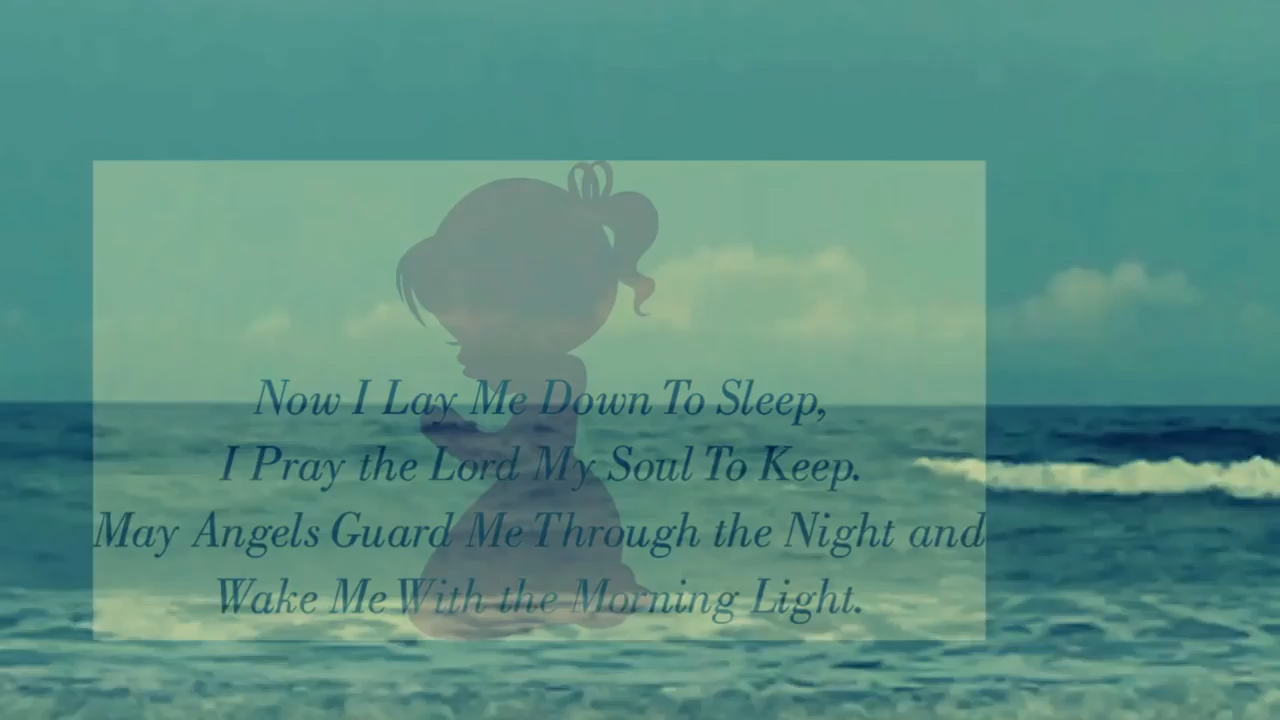 Now I Lay Me Down To Sleep,
I Pray the Lord My Soul To Keep.
May Angels Guard Me Through the Night and
Wake Me With the Morning Light.